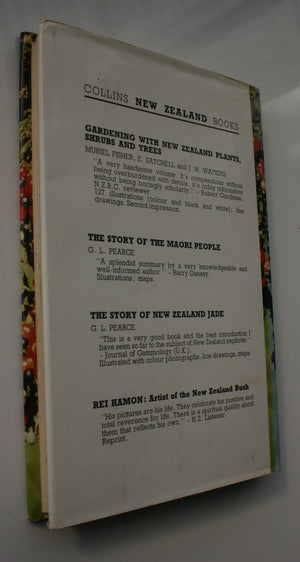 COLLINS NEW ZEALAND BOOKS
GARDENING WITH NEW ZEALAND PLANTS,
SHRUBS AND TREES
MURIEL FISHER, E. SATCHELL and J. M. WATKINS
"A very handsome volume. It's compendious without
being overburdened with details; it's richly informative
without being boringly scholarly." - Robert Goodman,
N.Z.B.C. reviewer.
127 illustrations (colour and black and white); line
drawings. Second impression.
THE STORY OF THE MAORI PEOPLE
G. L. PEARCE
"A splendid summary by a very knowledgeable and
well-informed author." - Harry Dansey.
Illustrations; maps.
THE STORY OF NEW ZEALAND JADE
G. L. PEARCE
"This is a very good book and the best introduction I
have seen so far to the subject of New Zealand nephrite."
- Journal of Gemmology (U.K.).
Illustrated with colour photographs, line drawings, maps.
REI HAMON: Artist of the New Zealand Bush
"His pictures are his life. They celebrate his positive and
total reverence for life. There is a spiritual quality about
them that reflects his own." - N.Z. Listener.
Reprint.